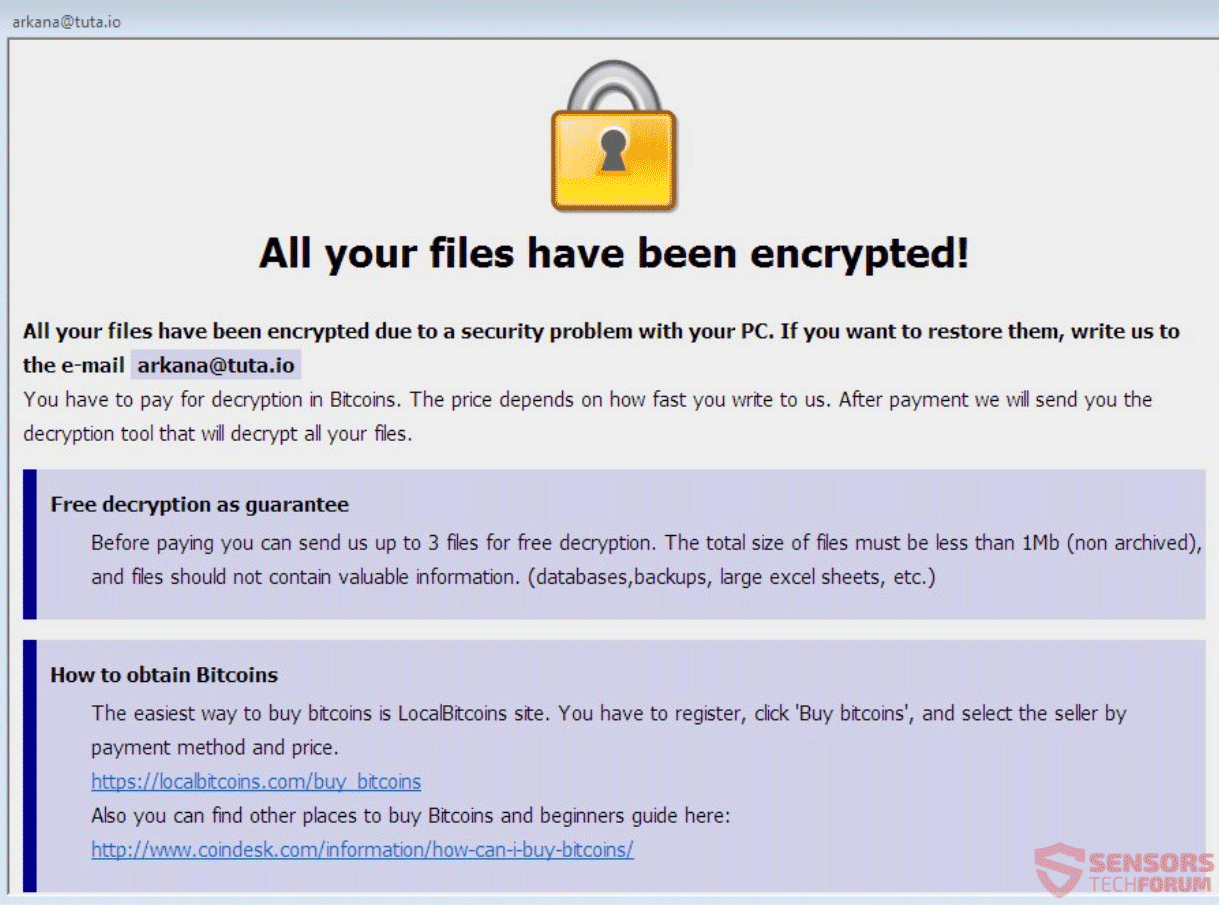 arkana@tuta.io
All your files have been encrypted!
All your files have been encrypted due to a security problem with your PC. If you want to restore them, write us to
the e-mail arkana@tuta.io
You have to pay for decryption in Bitcoins. The price depends on how fast you write to us. After payment we will send you the
decryption tool that will decrypt all your files.
Free decryption as guarantee
Before paying you can send us up to 3 files for free decryption. The total size of files must be less than 1Mb (non archived),
and files should not contain valuable information. (databases,backups, large excel sheets, etc.)
How to obtain Bitcoins
The easiest way to buy bitcoins is LocalBitcoins site. You have to register, click 'Buy bitcoins', and select the seller by
payment method and price.
https://localbitcoins.com/buy_bitcoins
Also you can find other places to buy Bitcoins and beginners guide here:
http://www.coindesk.com/information/how-can-i-buy-bitcoins/
SENSORS
TECHFORUM